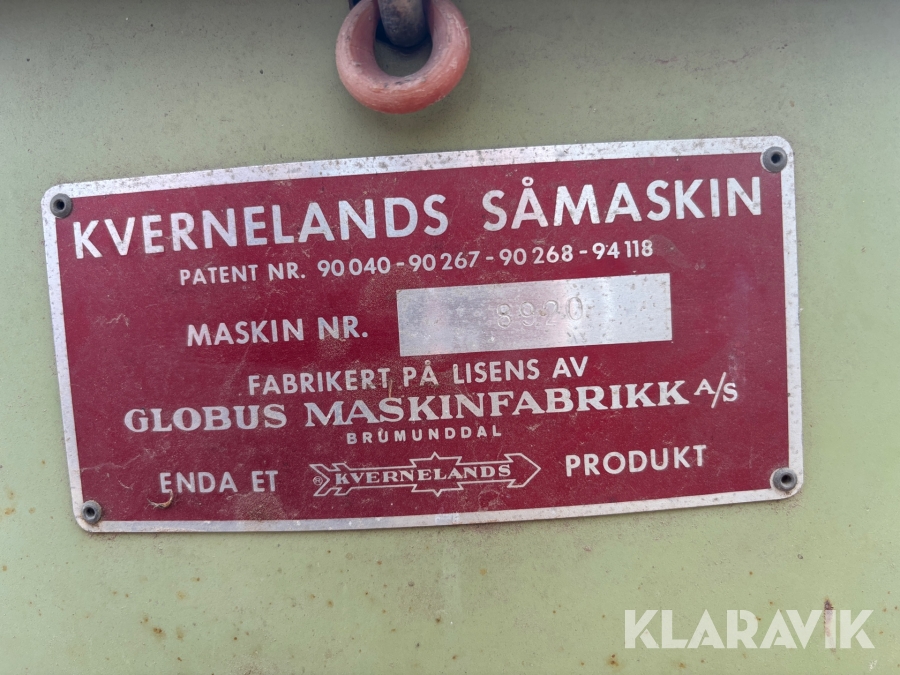 KVERNELANDS SÅMASKIN
PATENT NR. 90 040 - 90 267 - 90 268 - 94 118
MASKIN NR. 8920
FABRIKERT PÅ LISENS AV
GLOBUS MASKINFABRIKK A/S
BRUMUNDDAL
ENDA ET ® KVERNELANDS PRODUKT
KLARAVIK